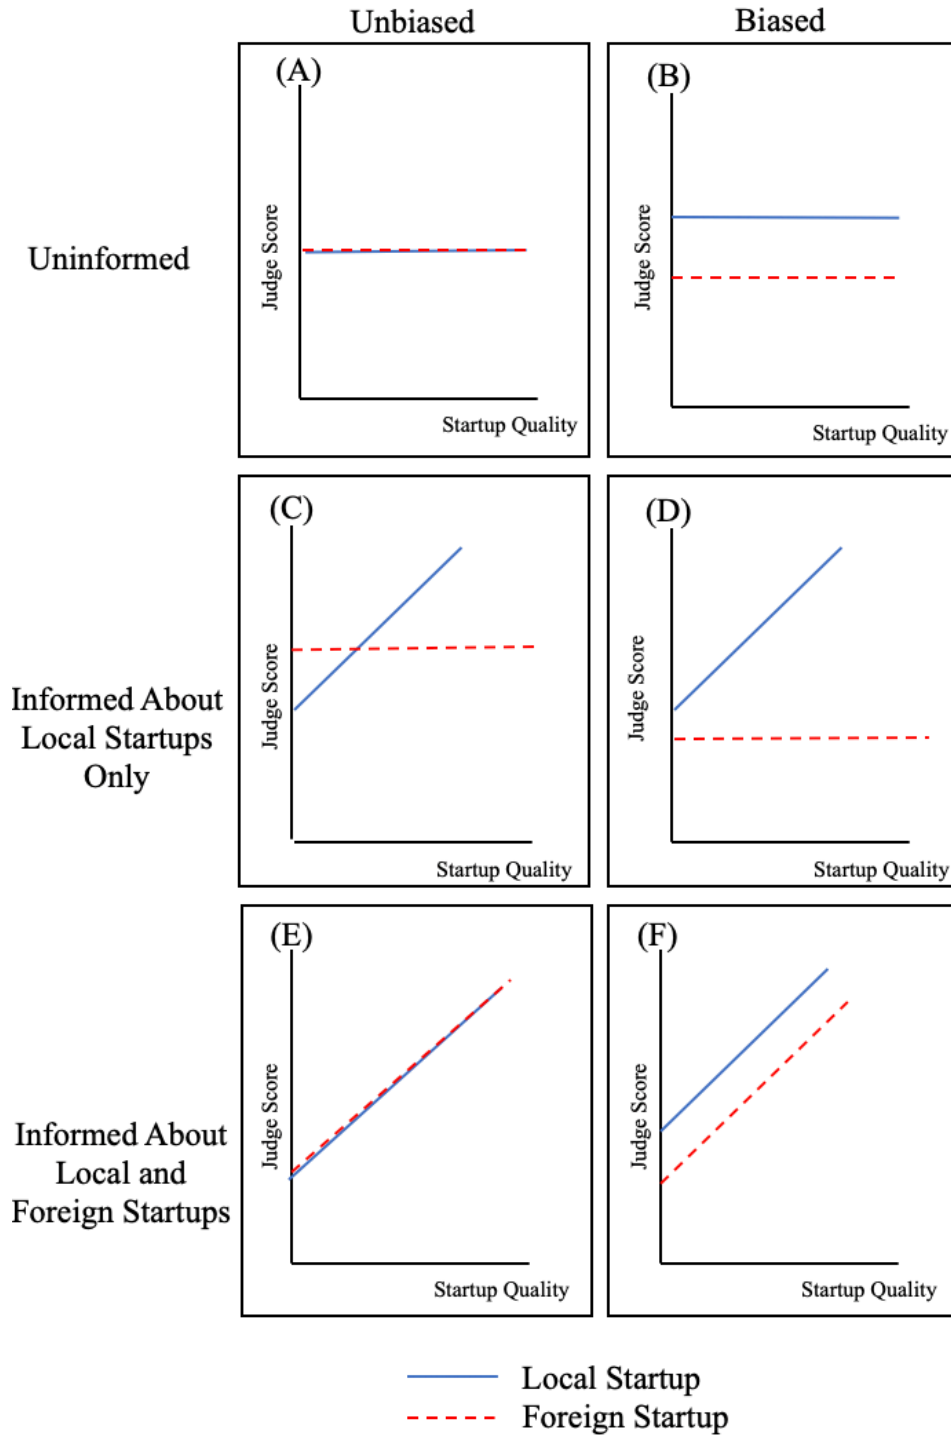 Unbiased
Biased
(A)
(B)
Uninformed
Judge Score
Judge Score
Startup Quality
Startup Quality
(C)
(D)
Informed About
Local Startups
Only
Judge Score
Judge Score
Startup Quality
Startup Quality
(E)
(F)
Informed About
Local and
Foreign Startups
Judge Score
Judge Score
Startup Quality
Startup Quality
Local Startup
Foreign Startup